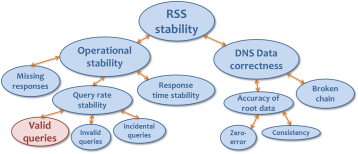 RSS
stability
Operational
stability
DNS Data
correctness
Missing
responses
Query rate
stability
Response
time stability
Accuracy of
root data
Broken
chain
Valid
queries
Invalid
queries
Incidental
queries
Zero-
error
Consistency